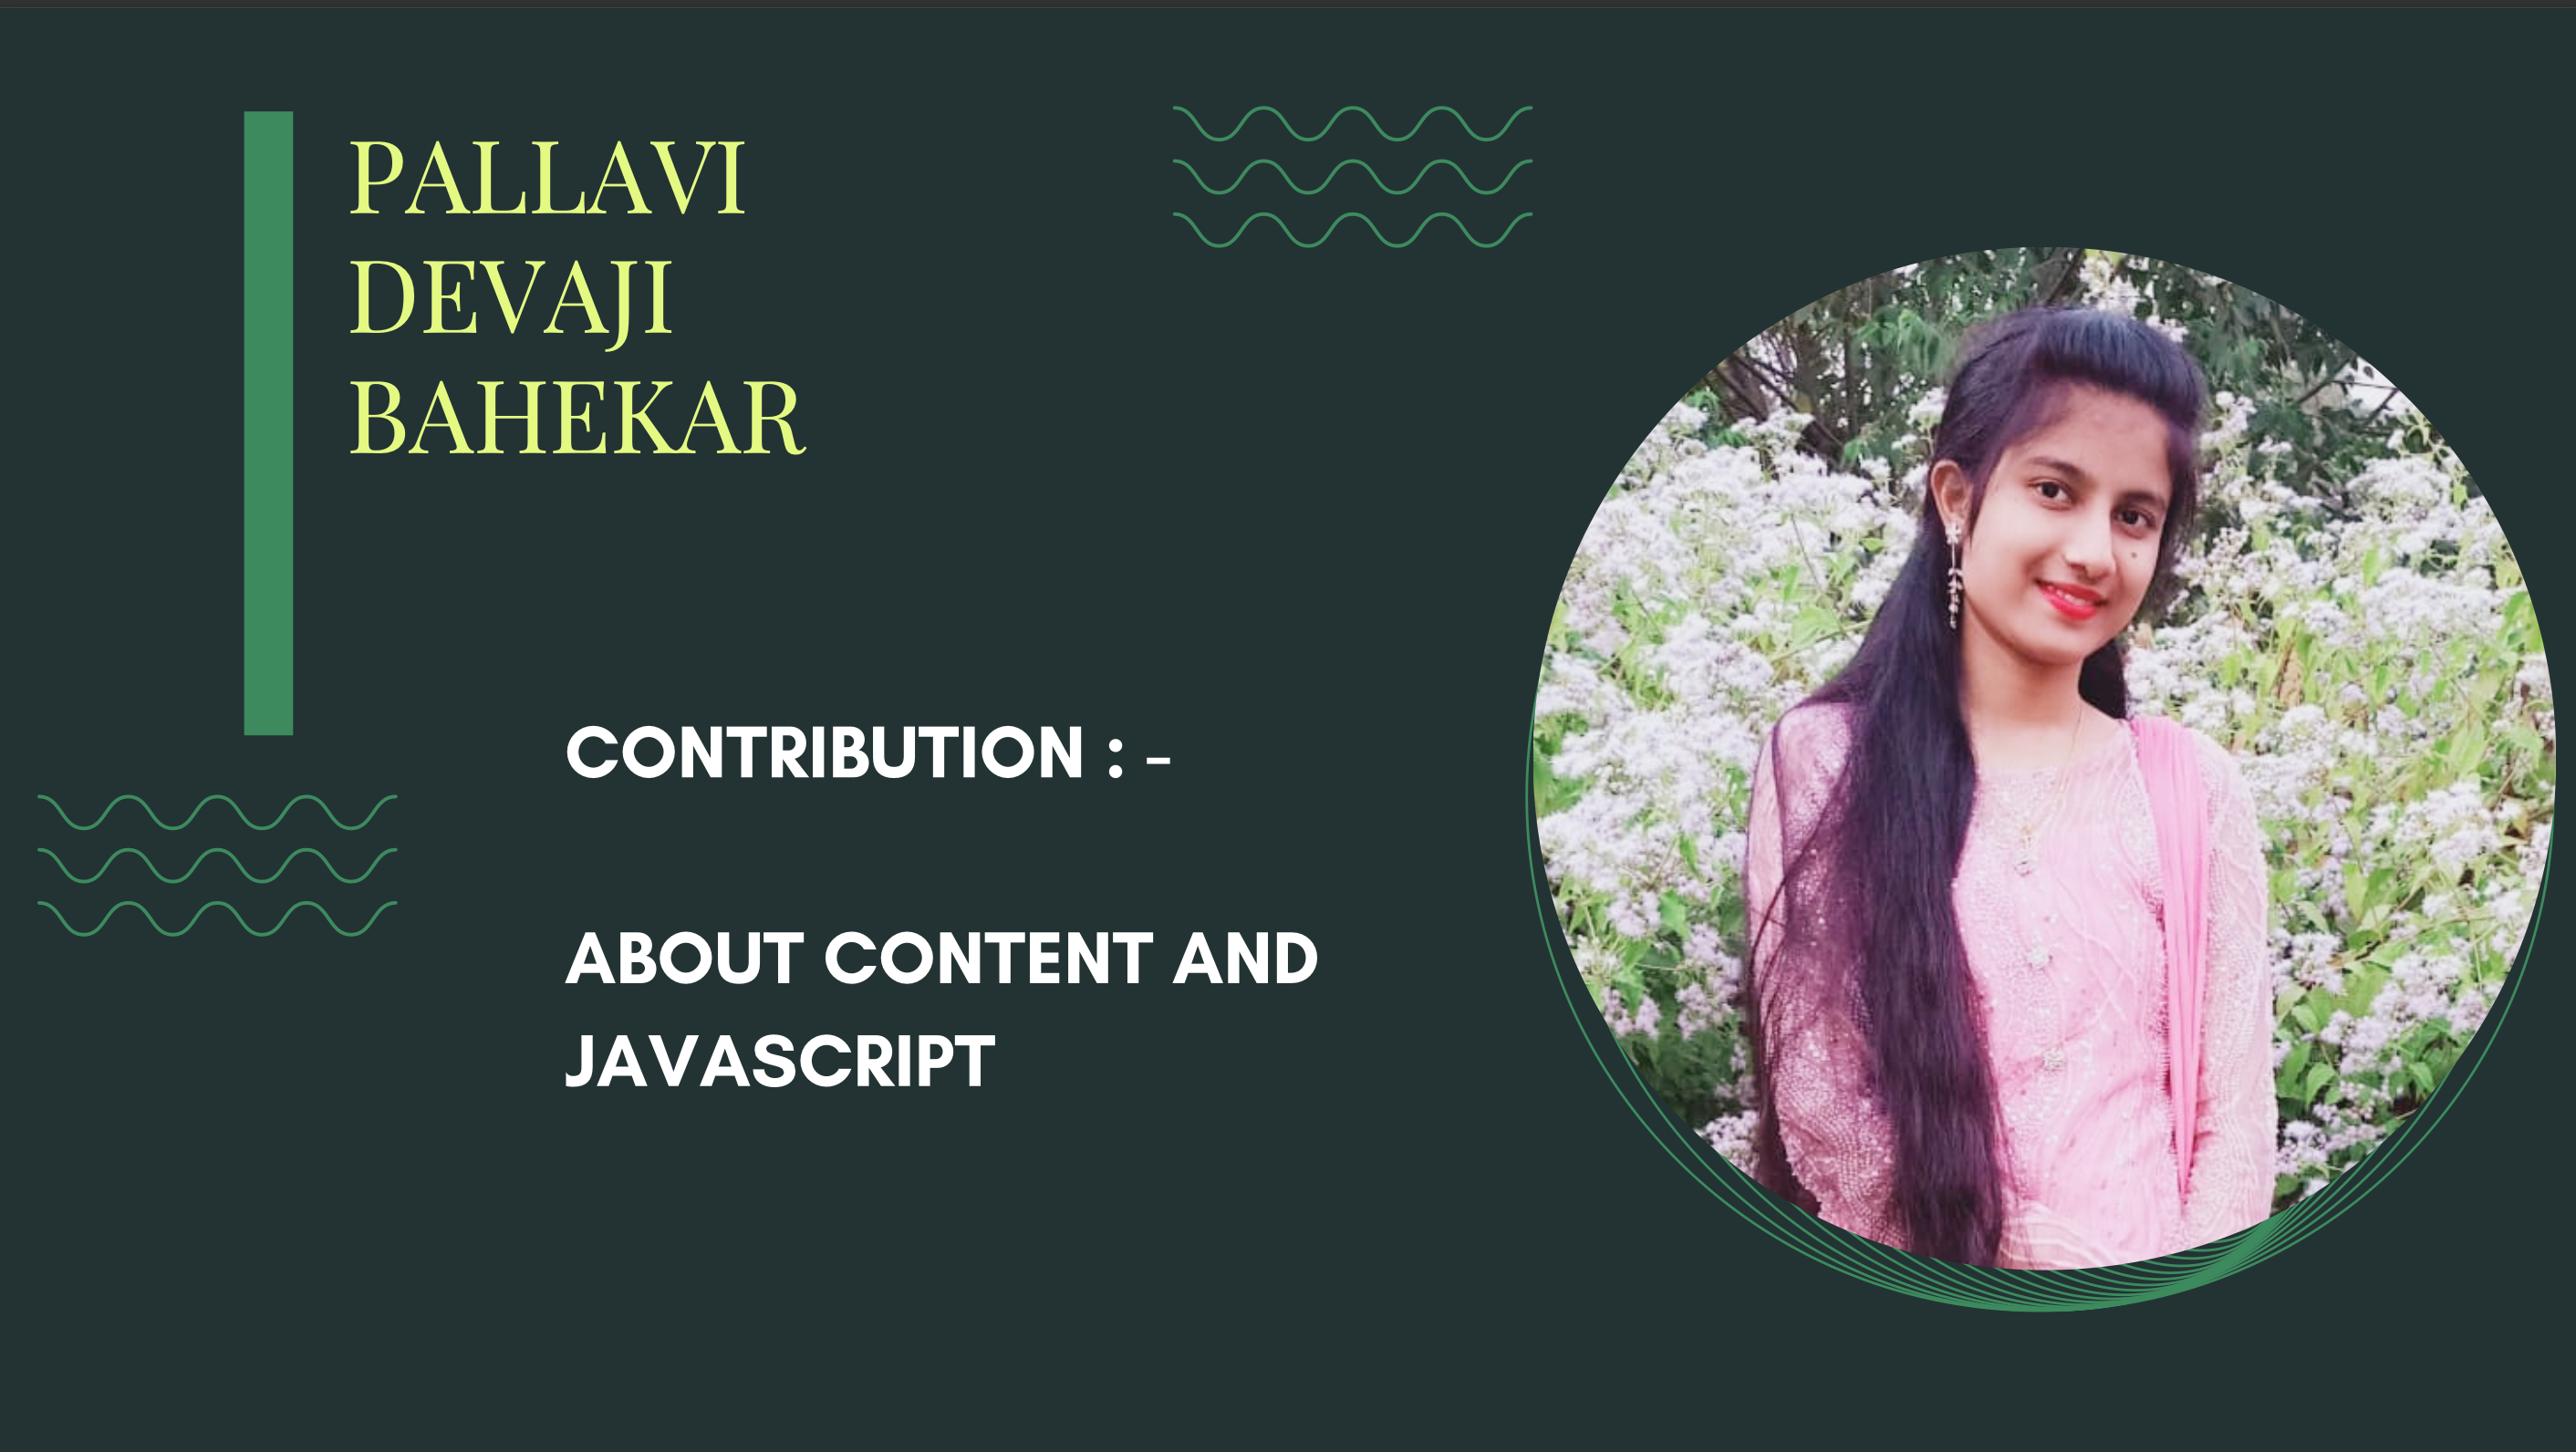 PALLAVI
DEVAJI
BAHEKAR
CONTRIBUTION : -
ABOUT CONTENT AND
JAVASCRIPT